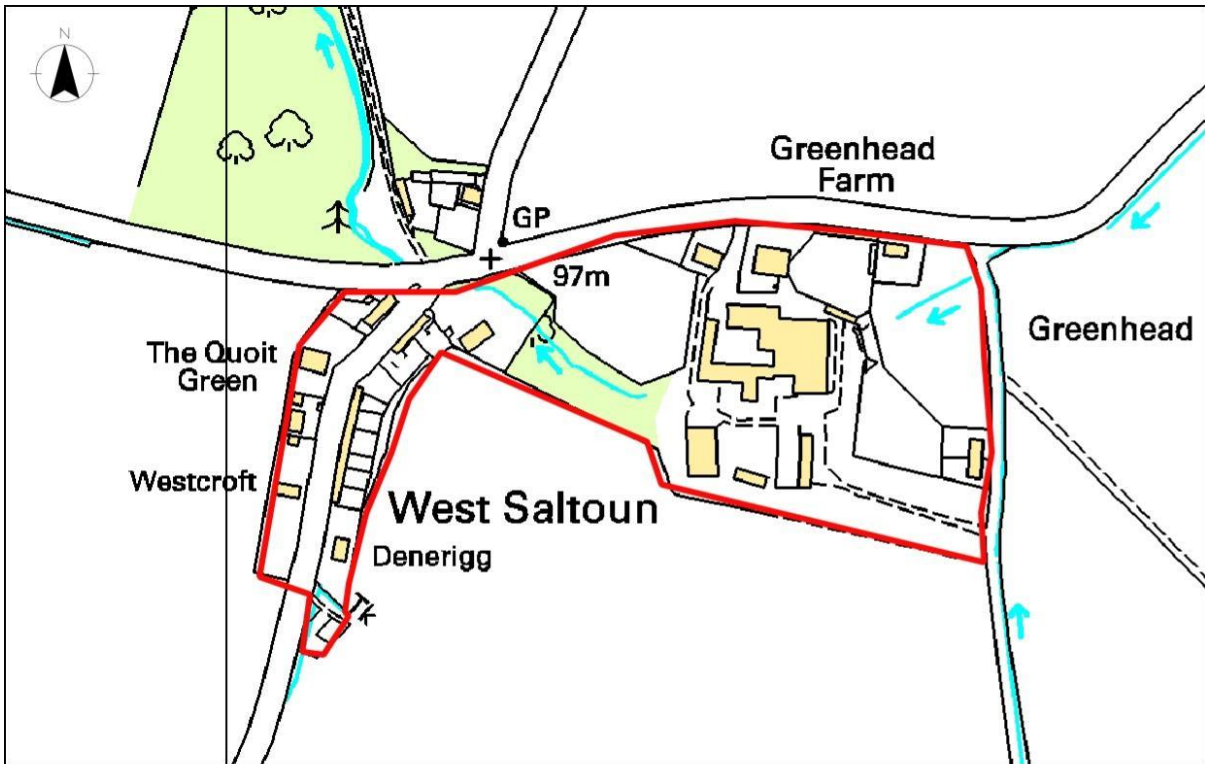 N
Greenhead
Farm
GP
97m
Greenhead
The Quoit
Green
Westcroft
West Saltoun
Denerigg
Tk